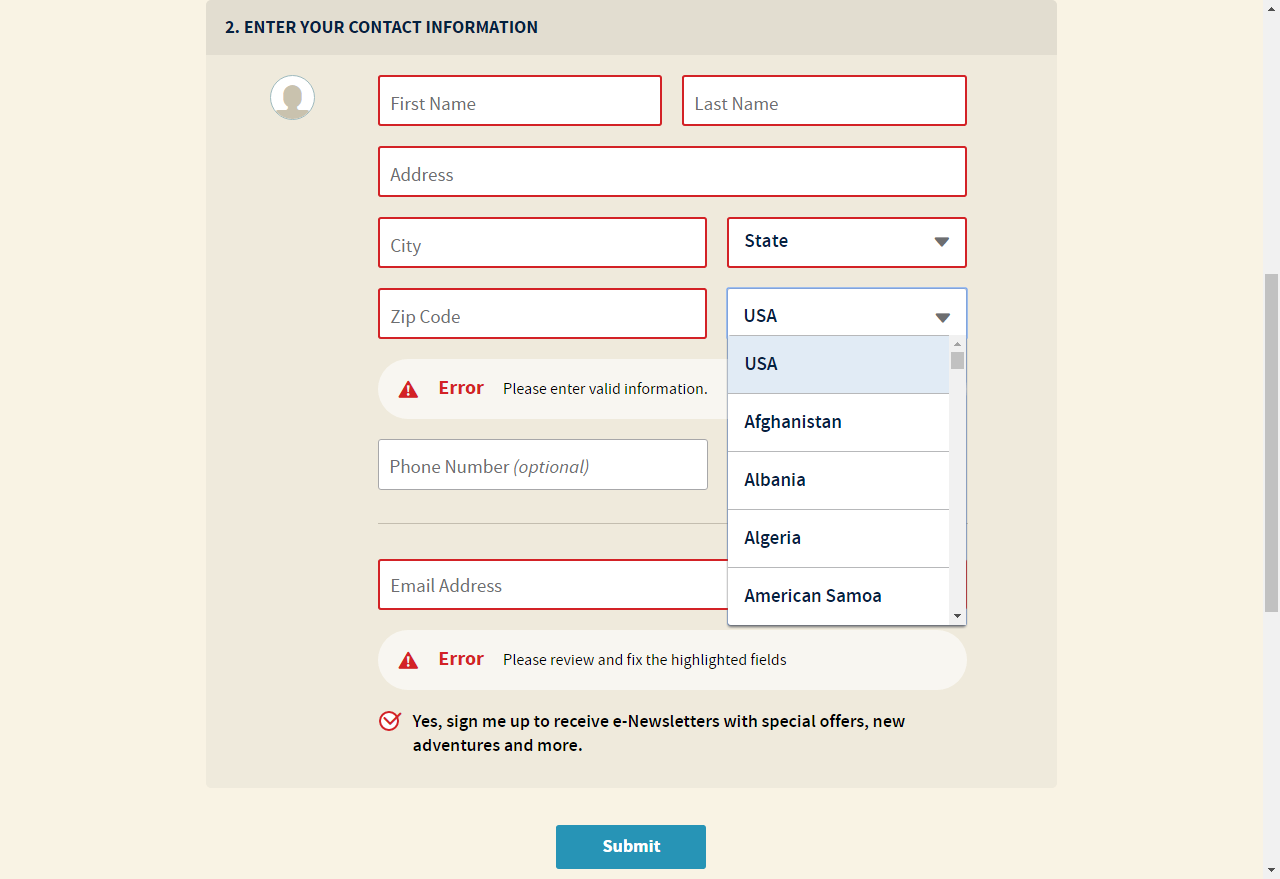 2. ENTER YOUR CONTACT INFORMATION
First Name
Last Name
Address
City
State
Zip Code
USA
USA
Error Please enter valid information.
Afghanistan
Phone Number (optional)
Albania
Algeria
Email Address
American Samoa
Error Please review and fix the highlighted fields
Yes, sign me up to receive e-Newsletters with special offers, new
adventures and more.
Submit